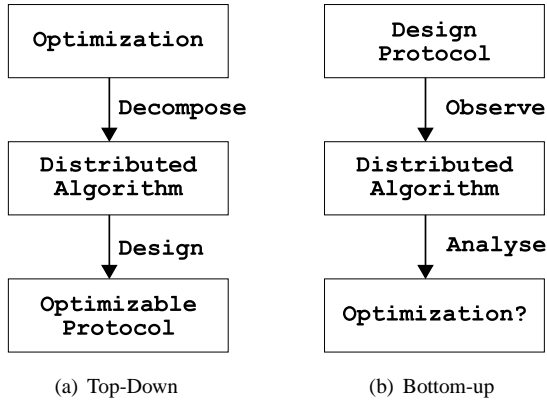 Optimization
Decompose
Distributed
Algorithm
Design
Optimizable
Protocol
(a) Top-Down
Design
Protocol
Observe
Distributed
Algorithm
Analyse
Optimization?
(b) Bottom-up